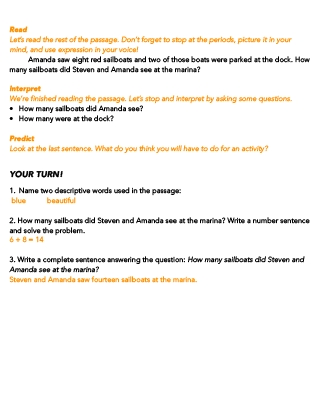 Read
Let's read the rest of the passage. Don't forget to stop at the periods, picture it in your
mind, and use expression in your voice!
Amanda saw eight red sailboats and two of those boats were parked at the dock. How
many sailboats did Steven and Amanda see at the marina?
Interpret
We're finished reading the passage. Let's stop and interpret by asking some questions.
• How many sailboats did Amanda see?
• How many were at the dock?
Predict
Look at the last sentence. What do you think you will have to do for an activity?
YOUR TURN!
1. Name two descriptive words used in the passage:
blue beautiful
2. How many sailboats did Steven and Amanda see at the marina? Write a number sentence
and solve the problem.
6 + 8 = 14
3. Write a complete sentence answering the question: How many sailboats did Steven and
Amanda see at the marina?
Steven and Amanda saw fourteen sailboats at the marina.